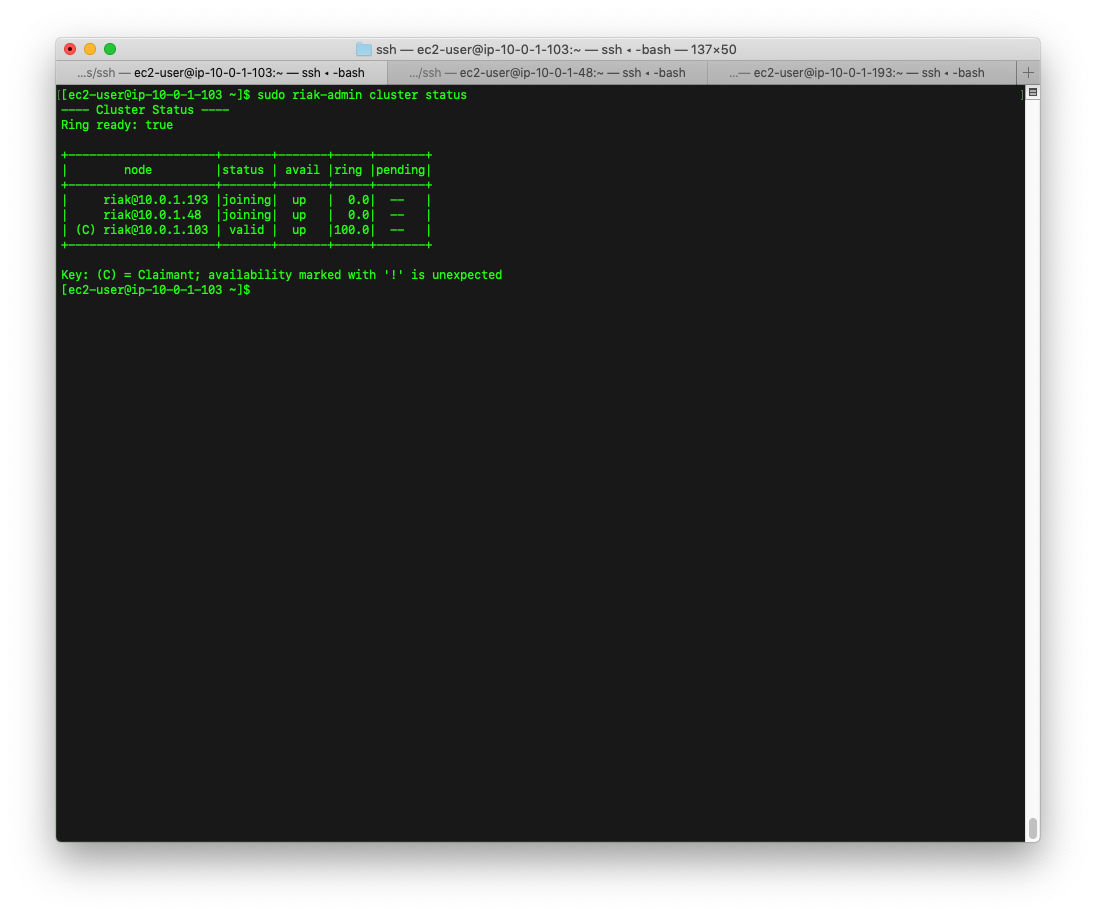 ssh — ec2-user@ip-10-0-1-103:~ — ssh ◂ -bash — 137×50
...s/ssh — ec2-user@ip-10-0-1-103:~ — ssh ◂ -bash
.../ssh — ec2-user@ip-10-0-1-48:~ — ssh ◂ -bash
...— ec2-user@ip-10-0-1-193:~ — ssh ◂ -bash
[[ec2-user@ip-10-0-1-103 ~]$ sudo riak-admin cluster status ]
---- Cluster Status ----
Ring ready: true
+--------------------+-------+-------+-----+-------+
|        node         |status | avail |ring |pending|
+--------------------+-------+-------+-----+-------+
|     riak@10.0.1.193 |joining|  up   |  0.0|  --   |
|     riak@10.0.1.48  |joining|  up   |  0.0|  --   |
| (C) riak@10.0.1.103 | valid |  up   |100.0|  --   |
+--------------------+-------+-------+-----+-------+
Key: (C) = Claimant; availability marked with '!' is unexpected
[ec2-user@ip-10-0-1-103 ~]$